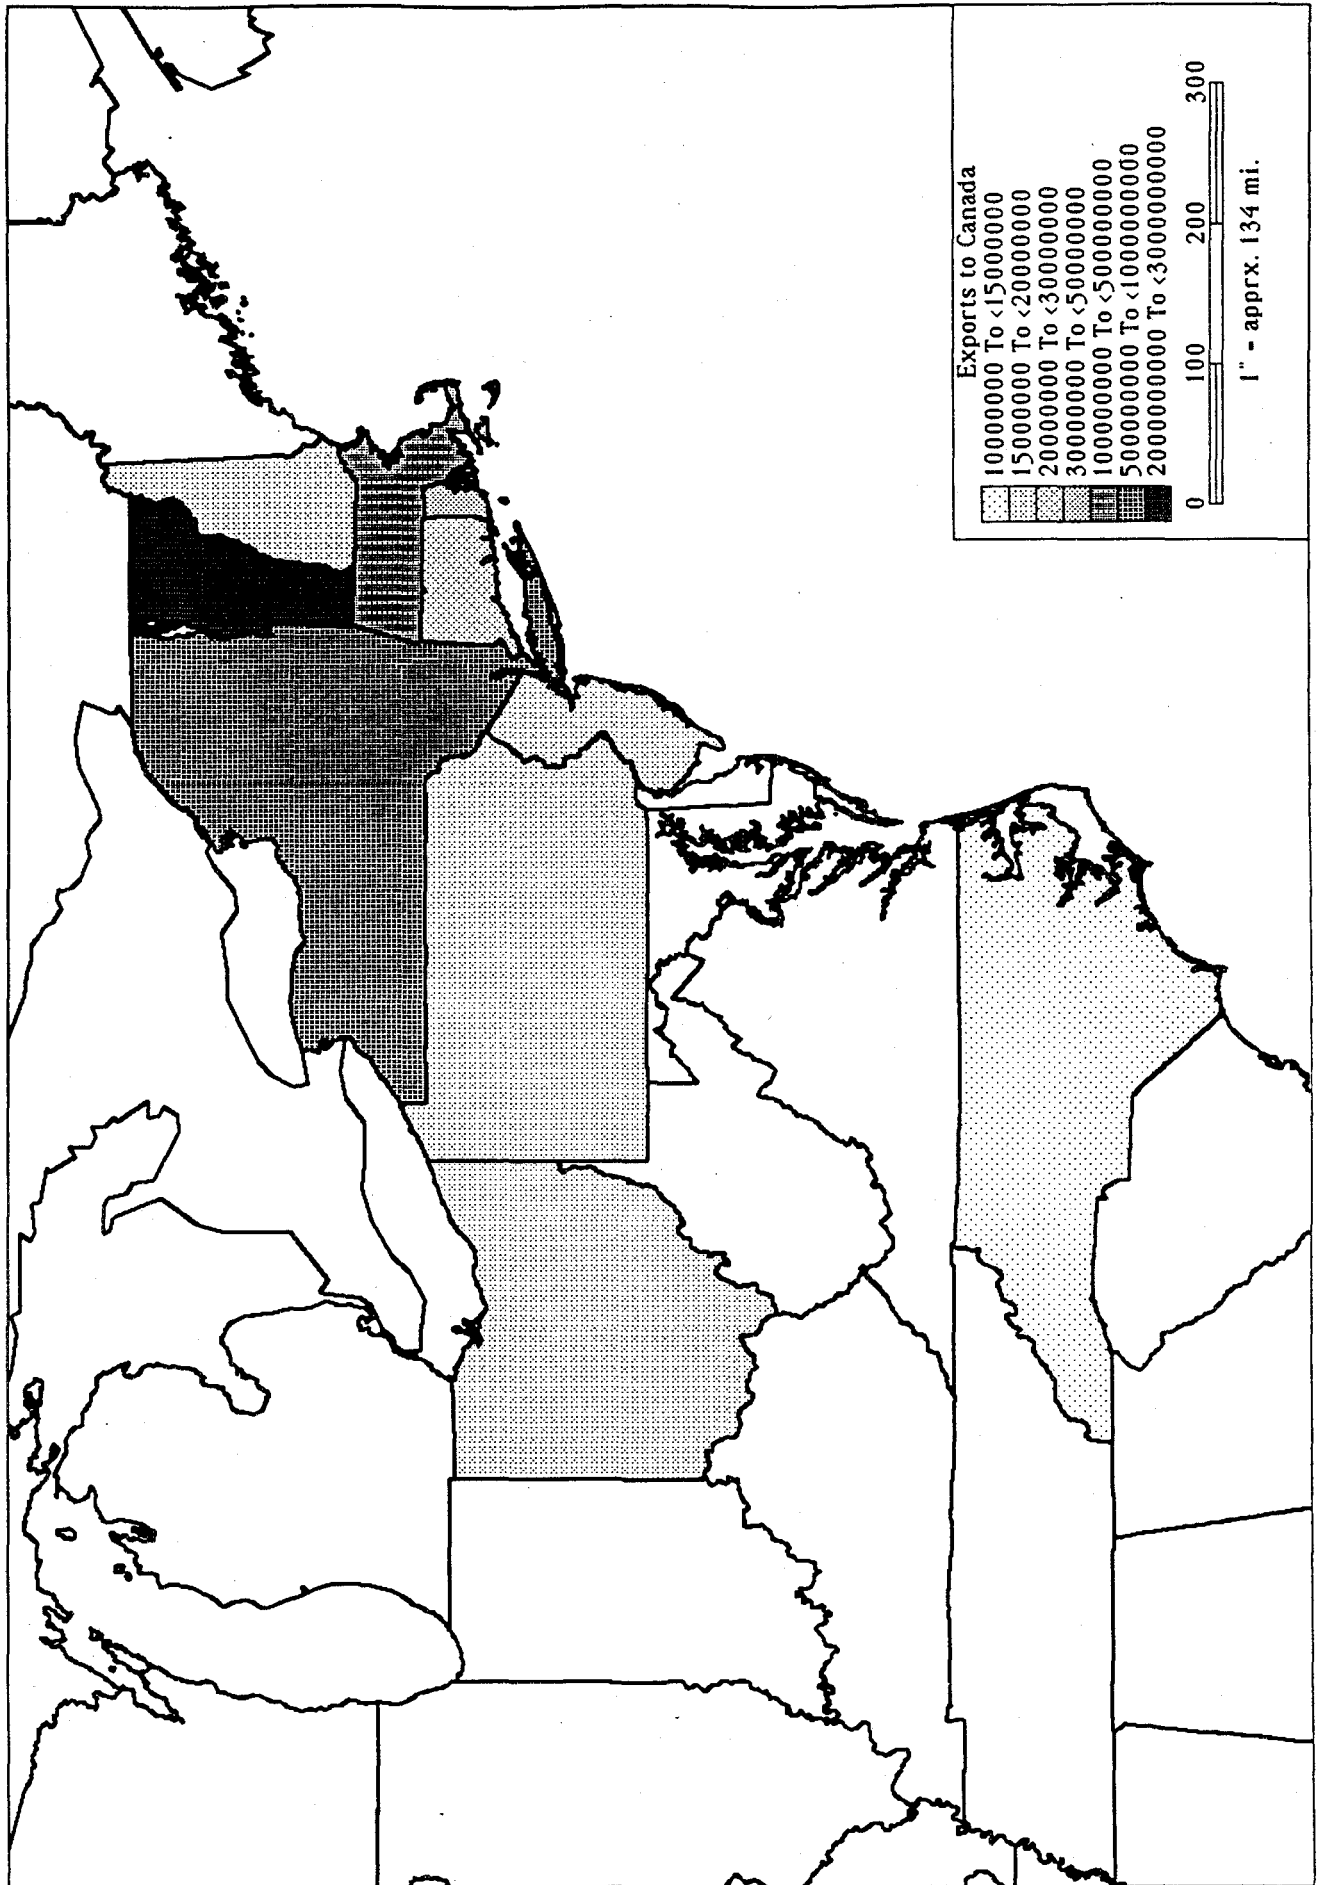 Exports to Canada
10000000 To <15000000
15000000 To <20000000
20000000 To <30000000
30000000 To <50000000
100000000 To <500000000
500000000 To <1000000000
2000000000 To <3000000000
0 100 200 300
1" - apprx. 134 mi.